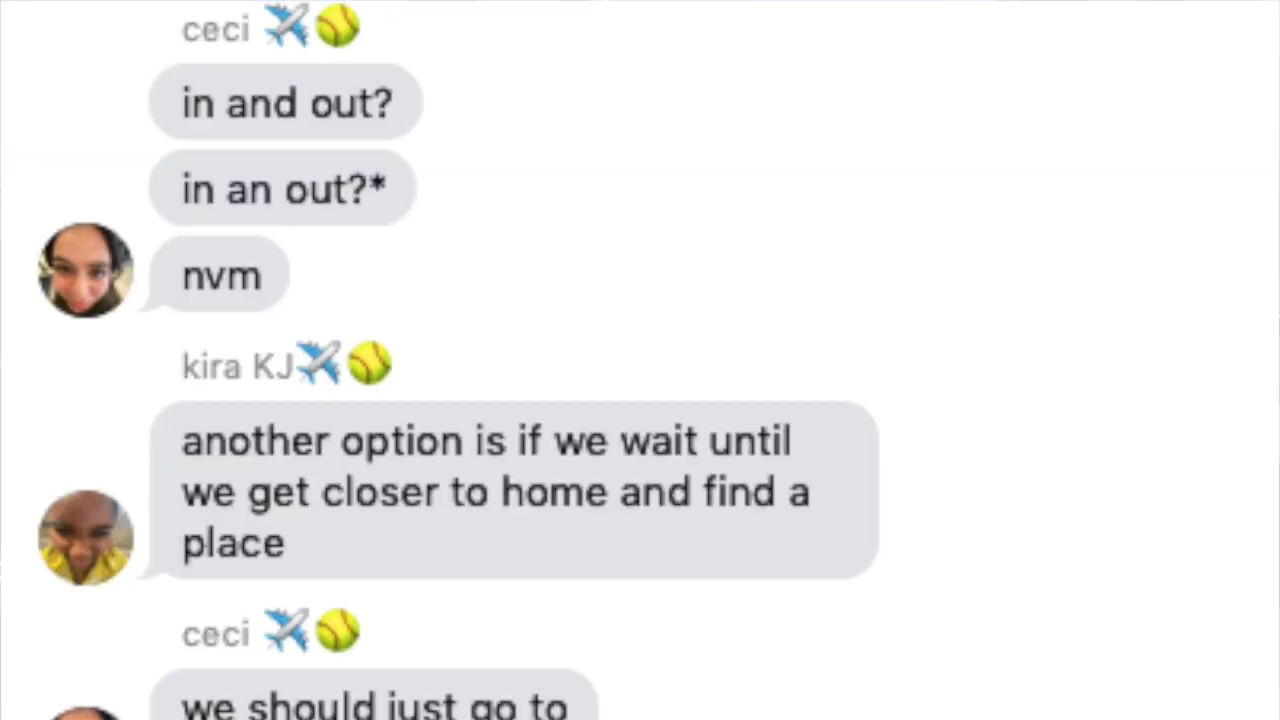 ceci ✈️🥎
in and out?
in an out?*
nvm
kira KJ✈️🥎
another option is if we wait until
we get closer to home and find a
place
ceci ✈️🥎
we should just go to